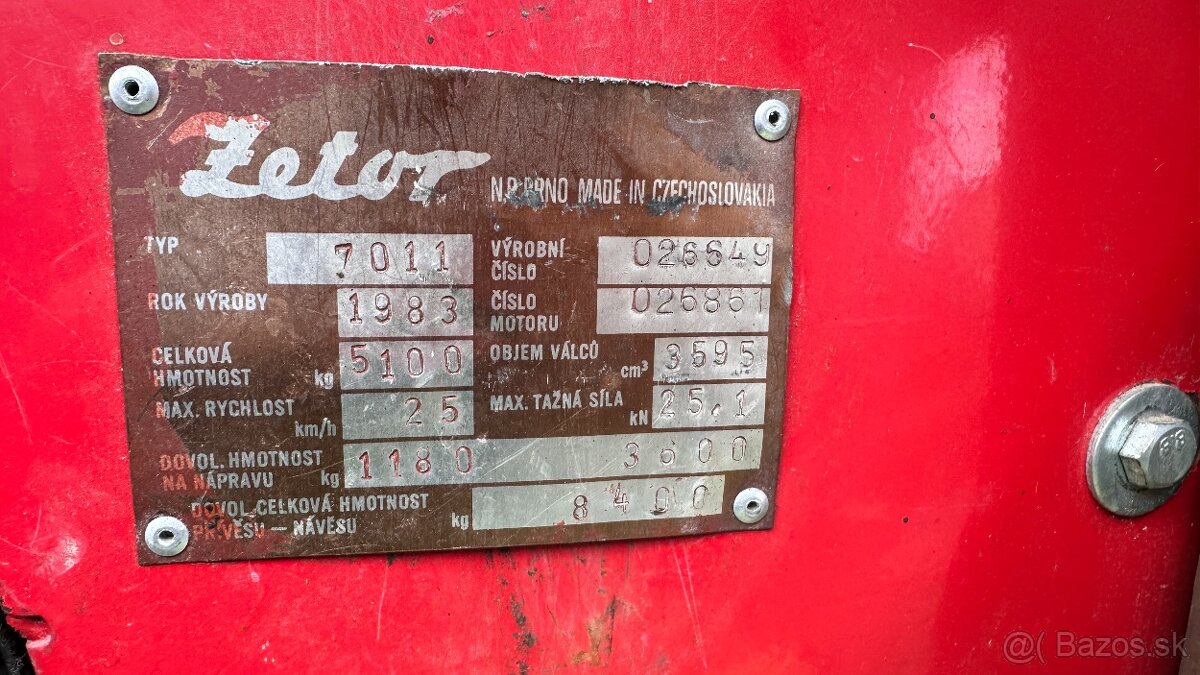 Zetor N.P. BRNO MADE IN CZECHOSLOVAKIA
TYP 7011
VÝROBNÍ ČÍSLO 026649
ROK VÝROBY 1983
ČÍSLO MOTORU 026861
CELKOVÁ HMOTNOST kg 5100
OBJEM VÁLCŮ cm³ 3595
MAX. RYCHLOST km/h 25
MAX. TAŽNÁ SÍLA kN 25.1
DOVOL. HMOTNOST NA NÁPRAVU kg 1180 3600
DOVOL. CELKOVÁ HMOTNOST PŘÍVĚSU – NÁVĚSU kg 8400
Bazos.sk